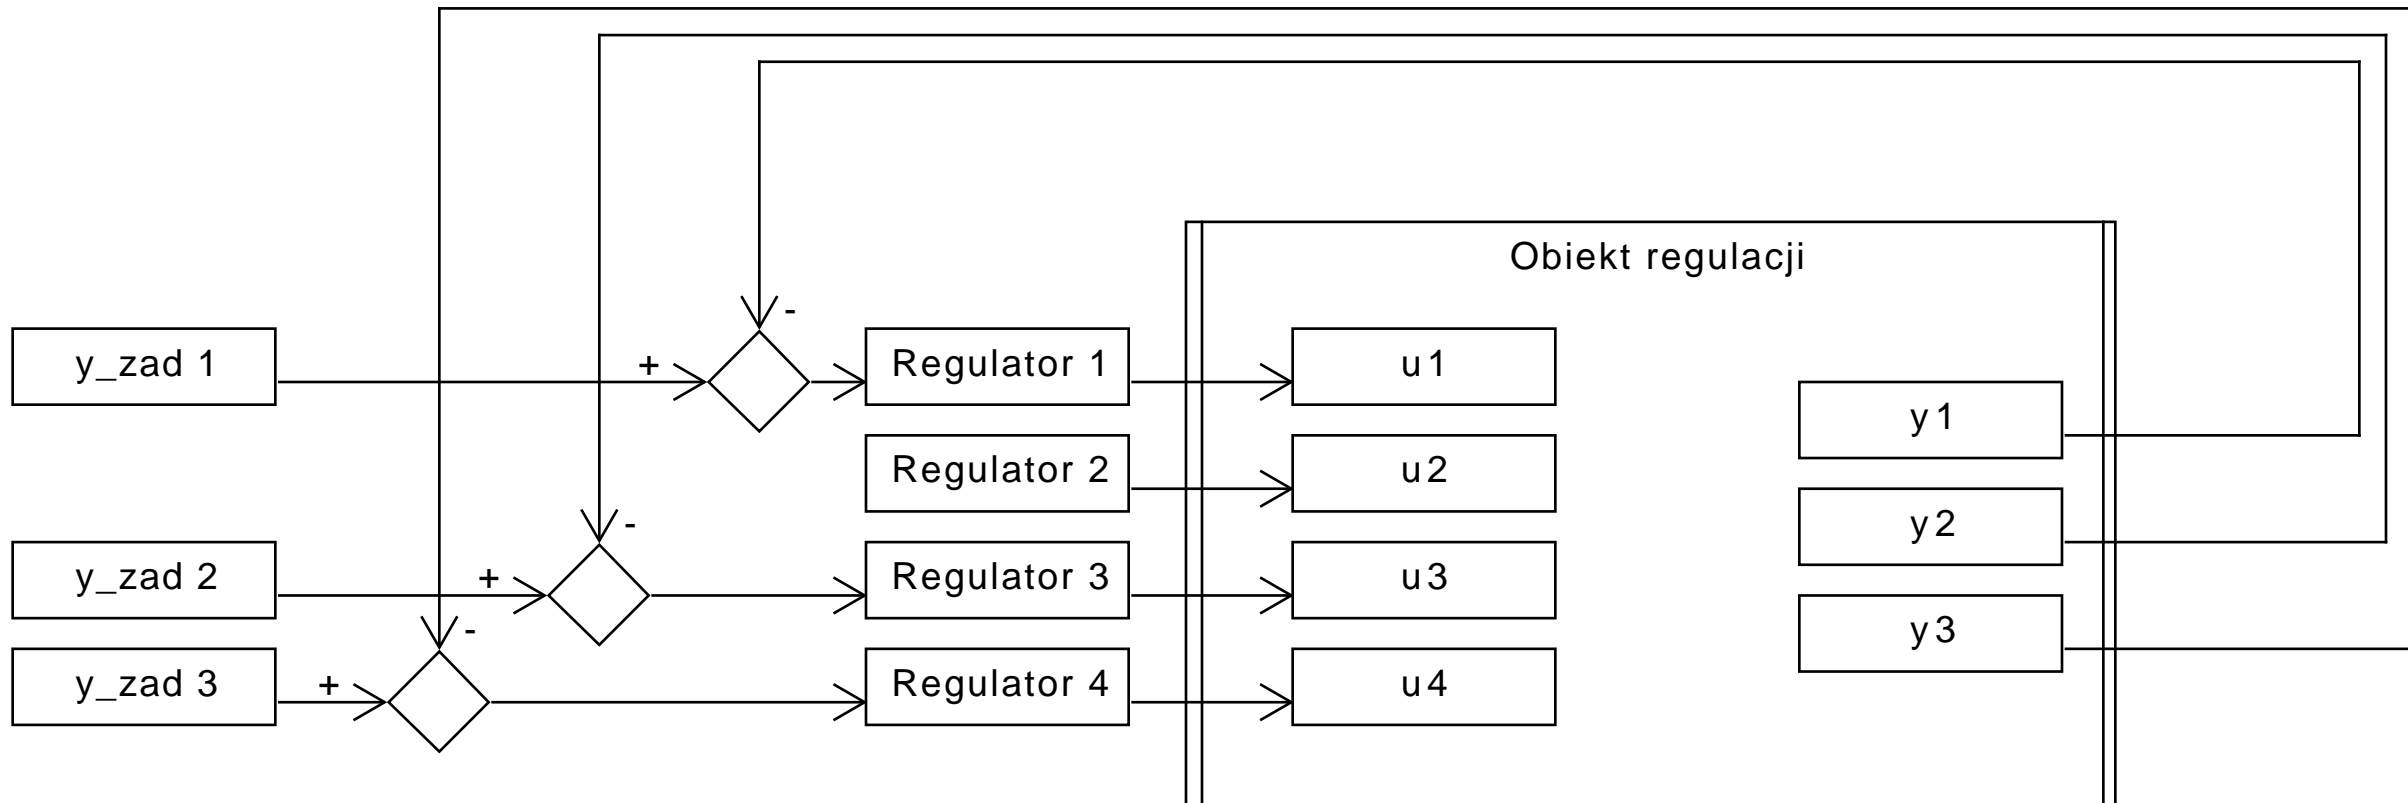 Obiekt regulacji
-
y_zad 1
+
Regulator 1
u1
y1
Regulator 2
u2
-
y2
y_zad 2
+
Regulator 3
u3
-
y3
y_zad 3
+
Regulator 4
u4